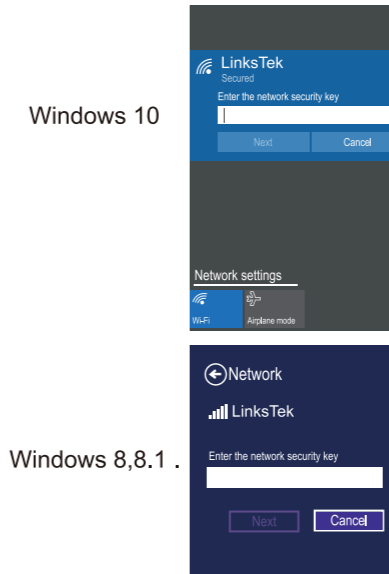 Windows 10
LinksTek
Secured
Enter the network security key
Next Cancel
Network settings
Wi-Fi Airplane mode
Windows 8,8.1 .
Network
LinksTek
Enter the network security key
Next Cancel